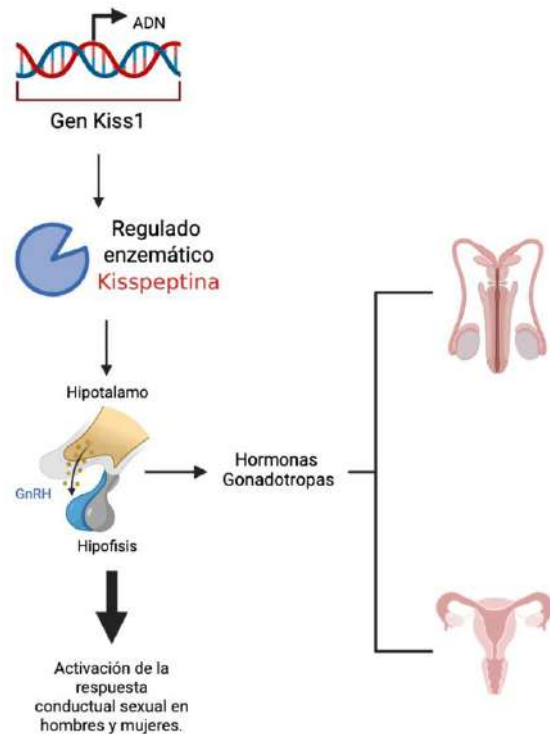 ADN
Gen Kiss1
Regulado
enzemático
Kisspeptina
Hipotalamo
GnRH
Hipofisis
Hormonas
Gonadotropas
Activación de la
respuesta
conductual sexual en
hombres y mujeres.